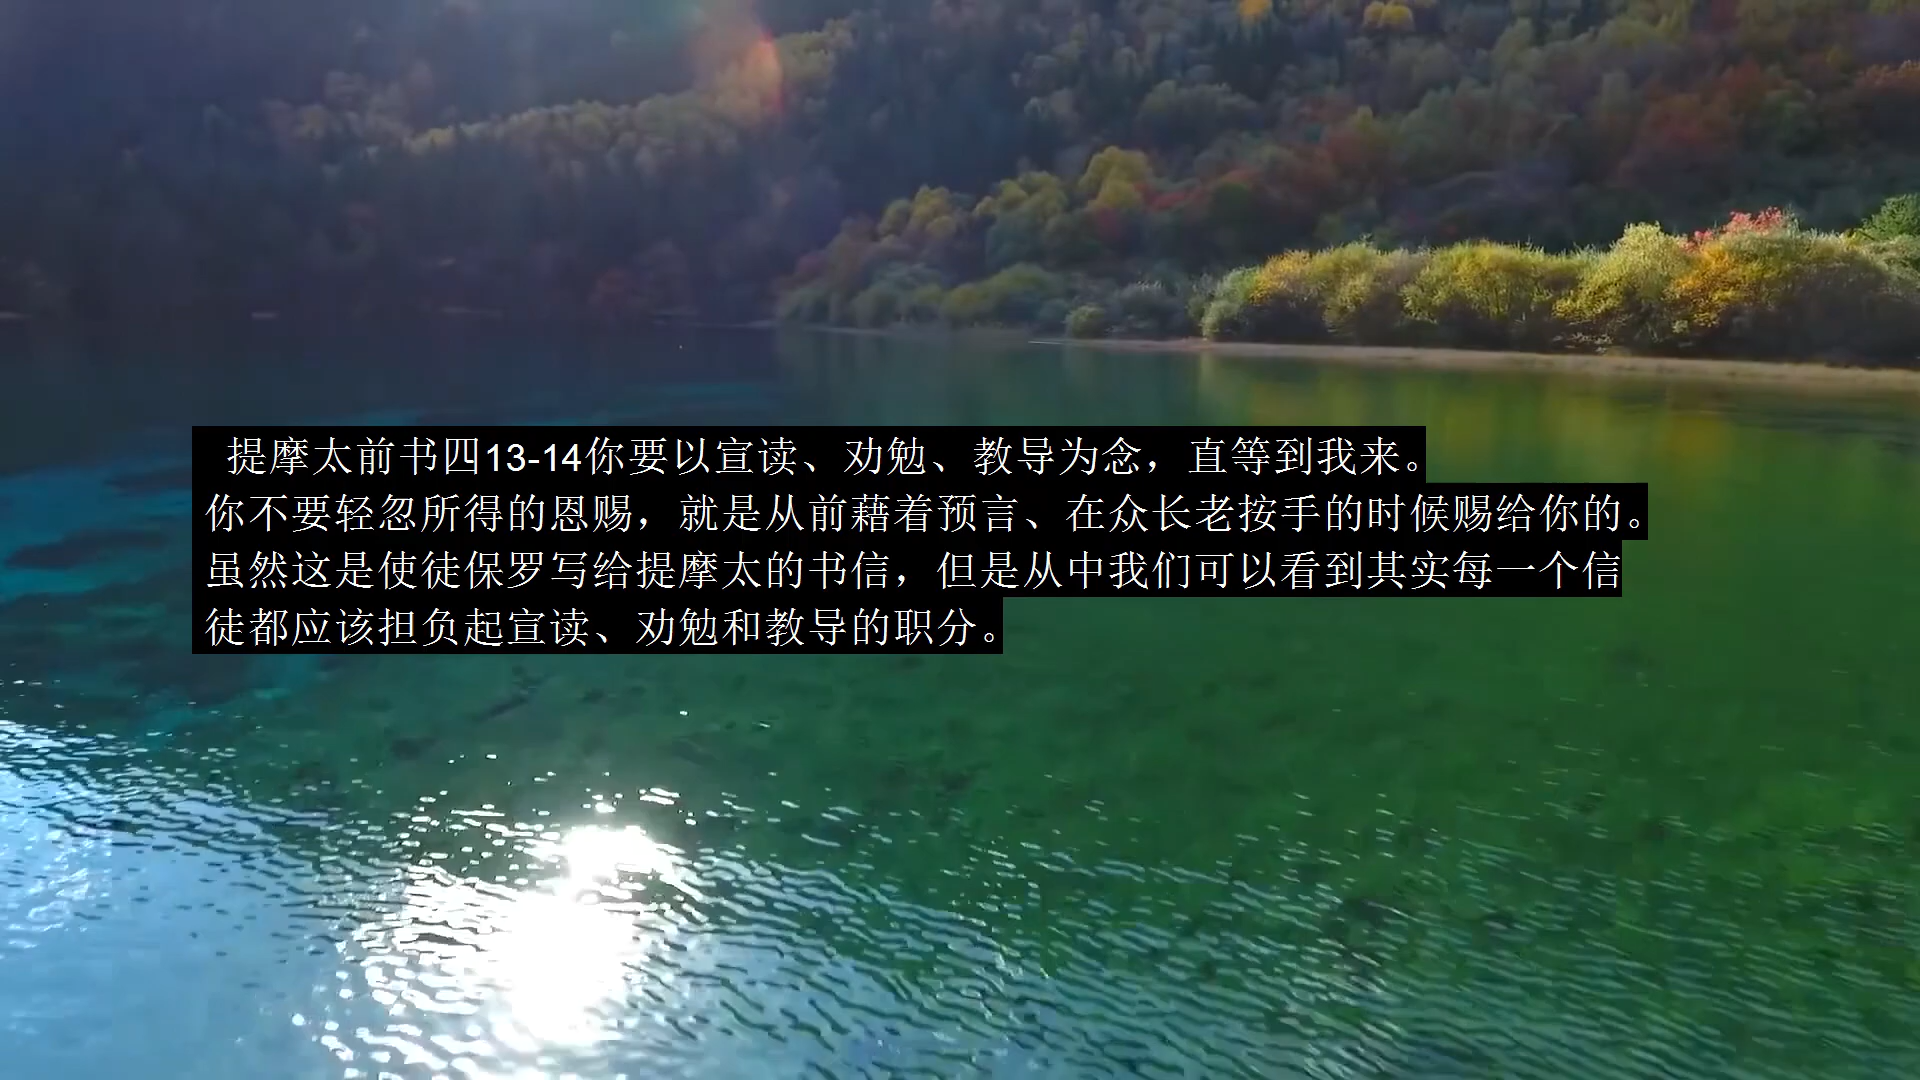 提摩太前书四13-14你要以宣读、劝勉、教导为念，直等到我来。
你不要轻忽所得的恩赐，就是从前藉着预言、在众长老按手的时候赐给你的。
虽然这是使徒保罗写给提摩太的书信，但是从中我们可以看到其实每一个信
徒都应该担负起宣读、劝勉和教导的职分。